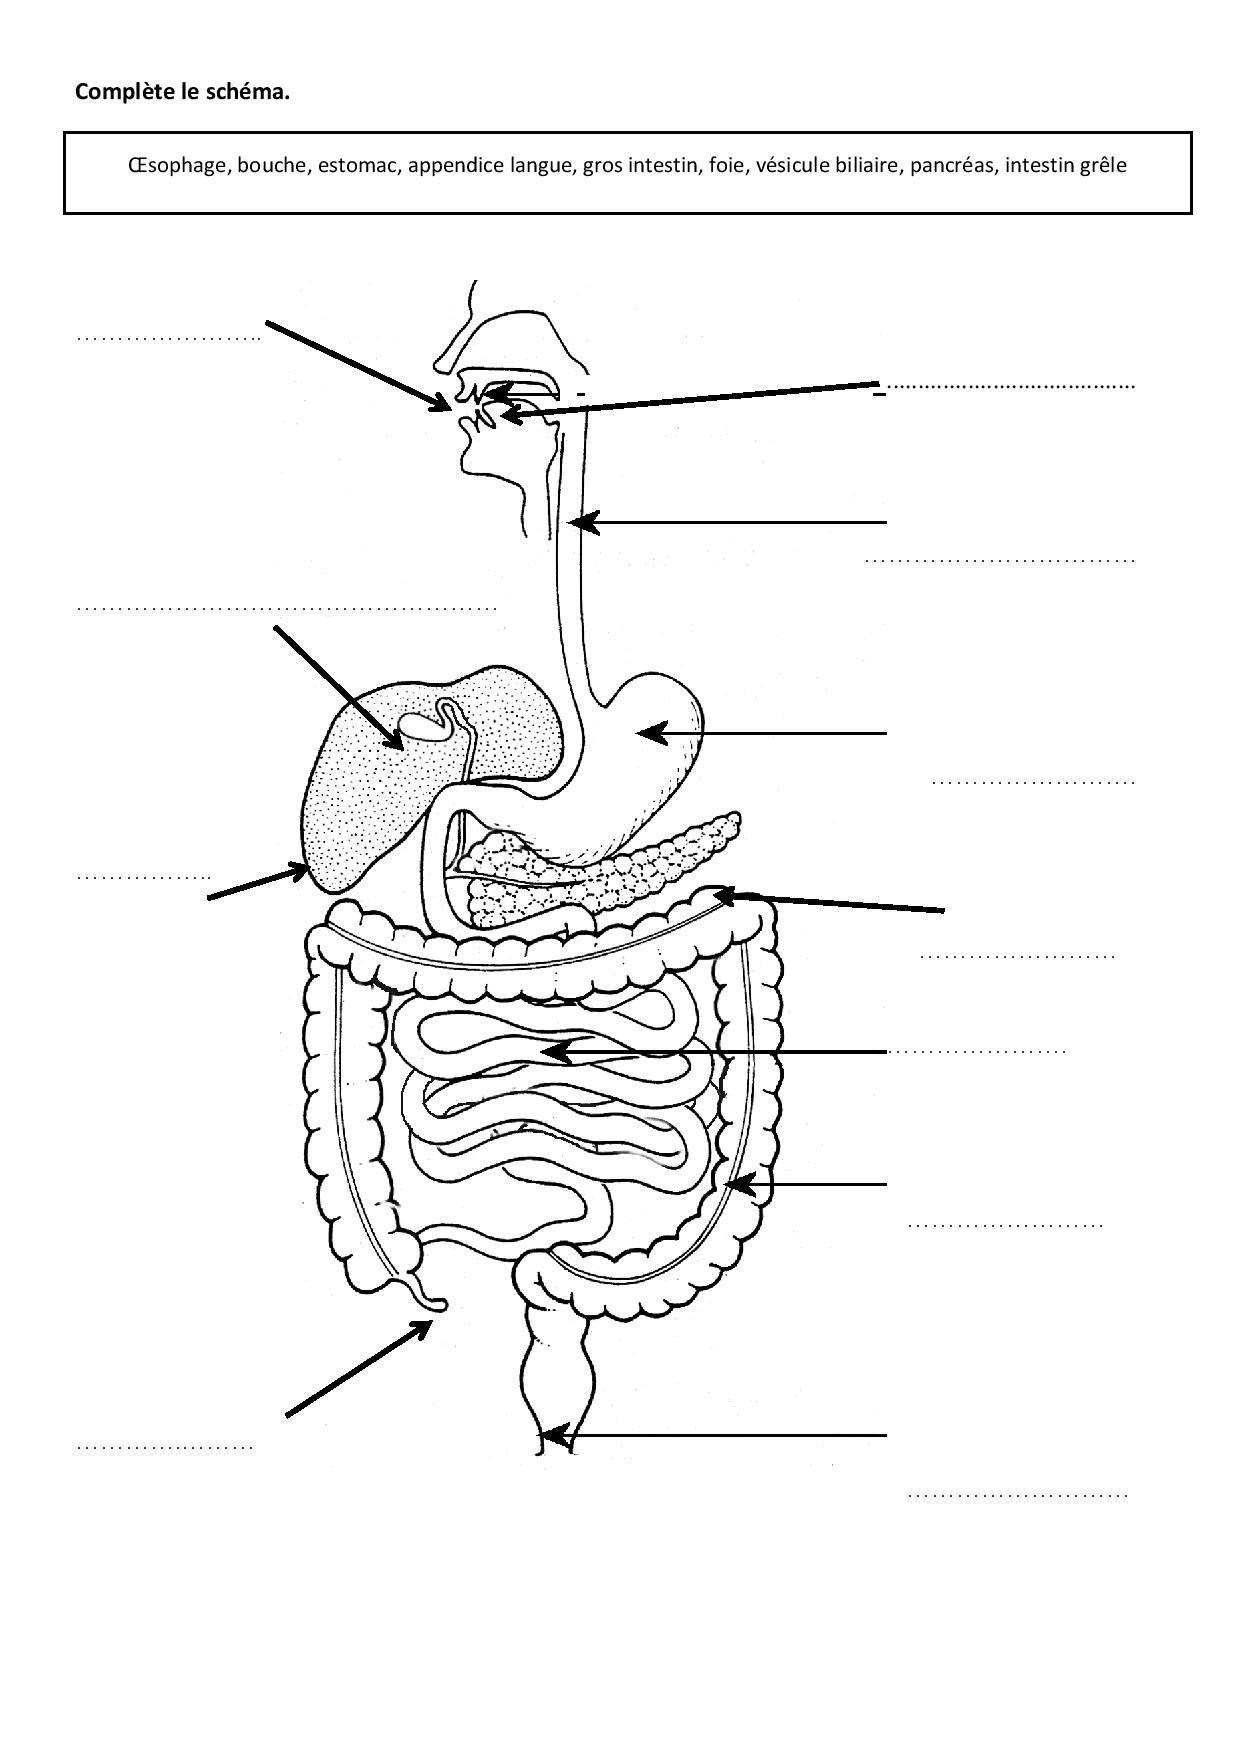 Complète le schéma.
Œsophage, bouche, estomac, appendice langue, gros intestin, foie, vésicule biliaire, pancréas, intestin grêle